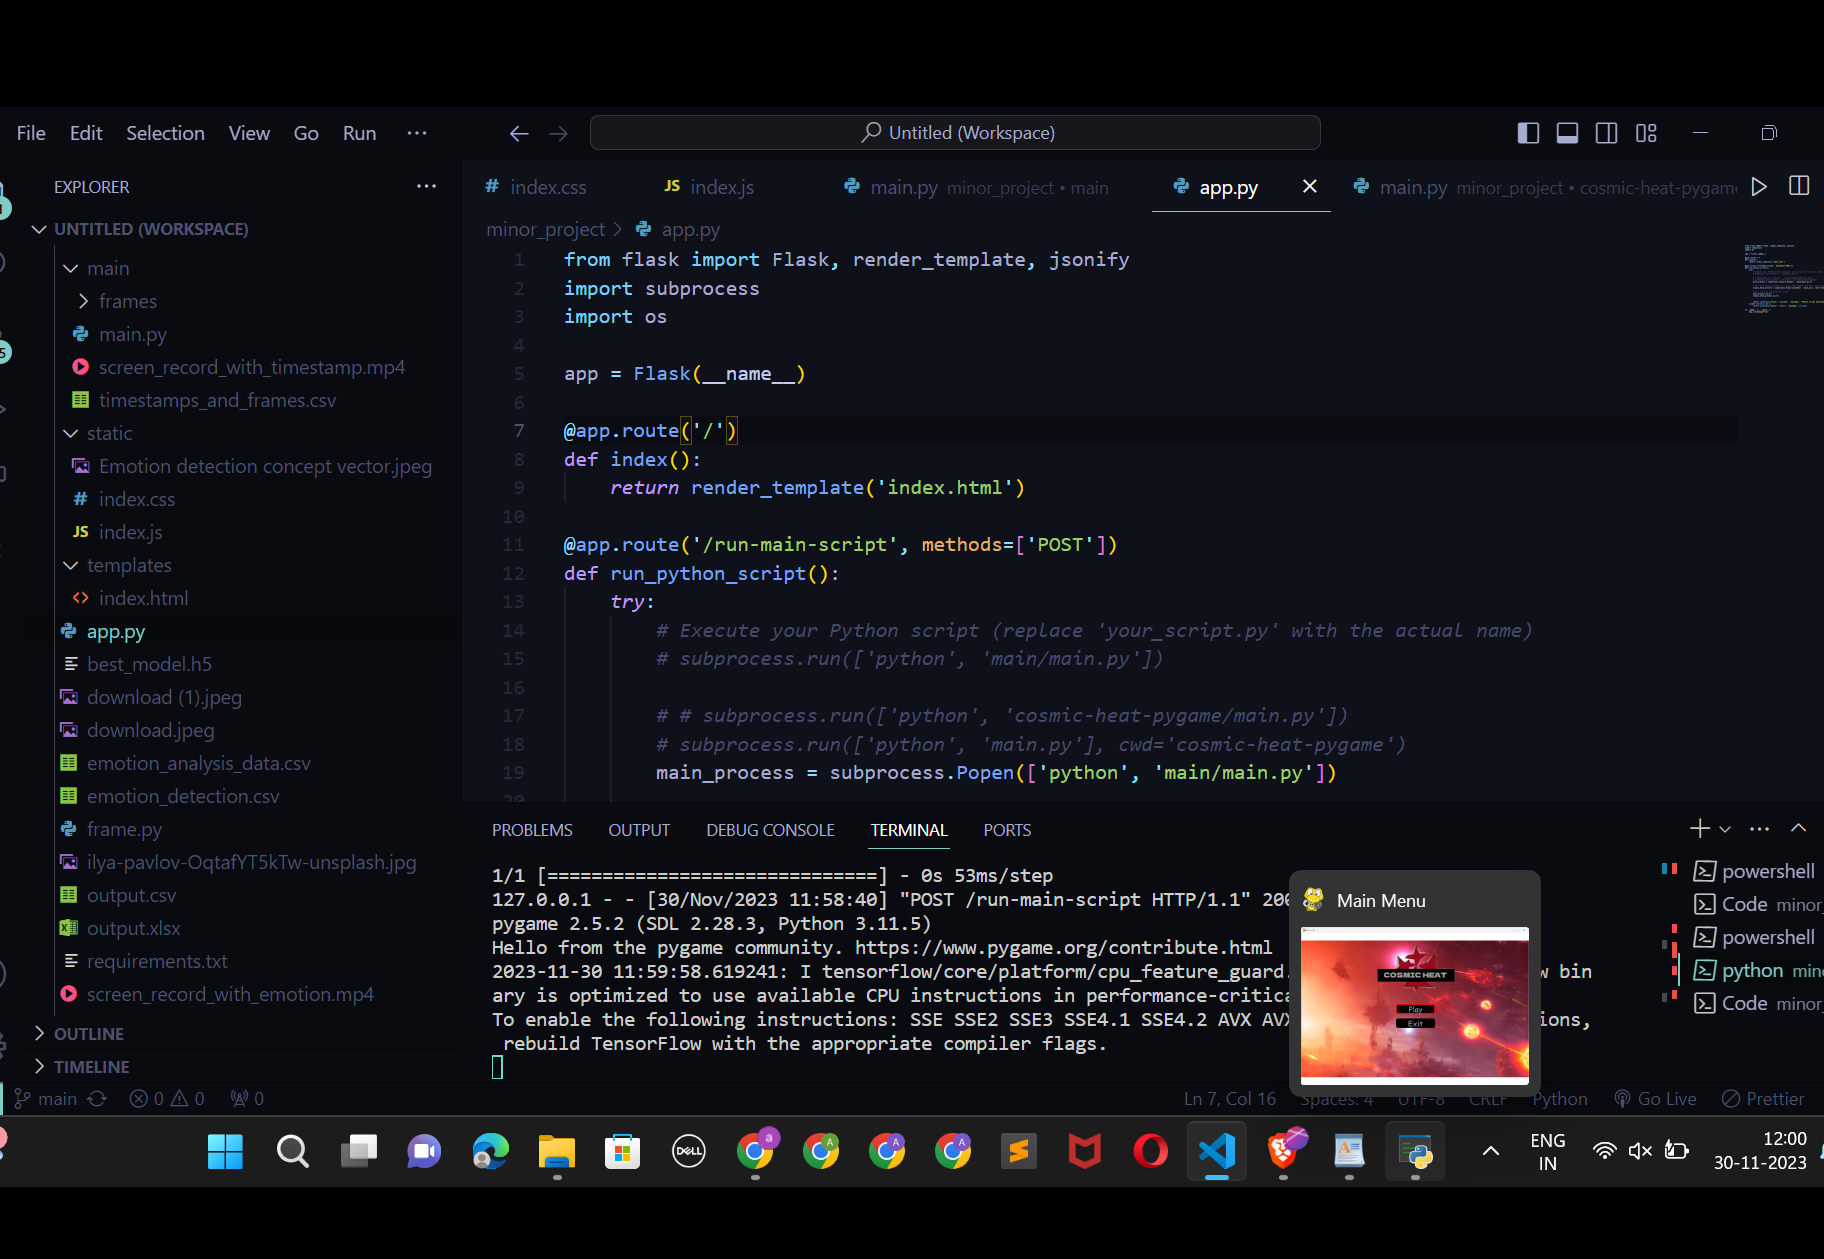 File Edit Selection View Go Run ...
Untitled (Workspace)
EXPLORER
UNTITLED (WORKSPACE)
main
frames
main.py
screen_record_with_timestamp.mp4
timestamps_and_frames.csv
static
Emotion detection concept vector.jpeg
index.css
index.js
templates
index.html
app.py
best_model.h5
download (1).jpeg
download.jpeg
emotion_analysis_data.csv
emotion_detection.csv
frame.py
ilya-pavlov-OqtafYT5kTw-unsplash.jpg
output.csv
output.xlsx
requirements.txt
screen_record_with_emotion.mp4
OUTLINE
TIMELINE
# index.css JS index.js main.py minor_project • main app.py main.py minor_project • cosmic-heat-pygame
minor_project > app.py
1 from flask import Flask, render_template, jsonify
2 import subprocess
3 import os
4
5 app = Flask(__name__)
6
7 @app.route('/')
8 def index():
9 return render_template('index.html')
10
11 @app.route('/run-main-script', methods=['POST'])
12 def run_python_script():
13 try:
14 # Execute your Python script (replace 'your_script.py' with the actual name)
15 # subprocess.run(['python', 'main/main.py'])
16
17 # # subprocess.run(['python', 'cosmic-heat-pygame/main.py'])
18 # subprocess.run(['python', 'main.py'], cwd='cosmic-heat-pygame')
19 main_process = subprocess.Popen(['python', 'main/main.py'])
20
PROBLEMS OUTPUT DEBUG CONSOLE TERMINAL PORTS
1/1 [==============================] - 0s 53ms/step
127.0.0.1 - - [30/Nov/2023 11:58:40] "POST /run-main-script HTTP/1.1" 200
pygame 2.5.2 (SDL 2.28.3, Python 3.11.5)
Hello from the pygame community. https://www.pygame.org/contribute.html
2023-11-30 11:59:58.619241: I tensorflow/core/platform/cpu_feature_guard. w bin
ary is optimized to use available CPU instructions in performance-critica
To enable the following instructions: SSE SSE2 SSE3 SSE4.1 SSE4.2 AVX AVX ions,
rebuild TensorFlow with the appropriate compiler flags.
powershell
Code minor_
powershell
python mino
Code minor_
Main Menu
COSMIC HEAT
Play
Exit
main 0 0 0
Ln 7, Col 16 Spaces: 4 UTF-8 CRLF Python Go Live Prettier
DELL
ENG
IN
12:00
30-11-2023